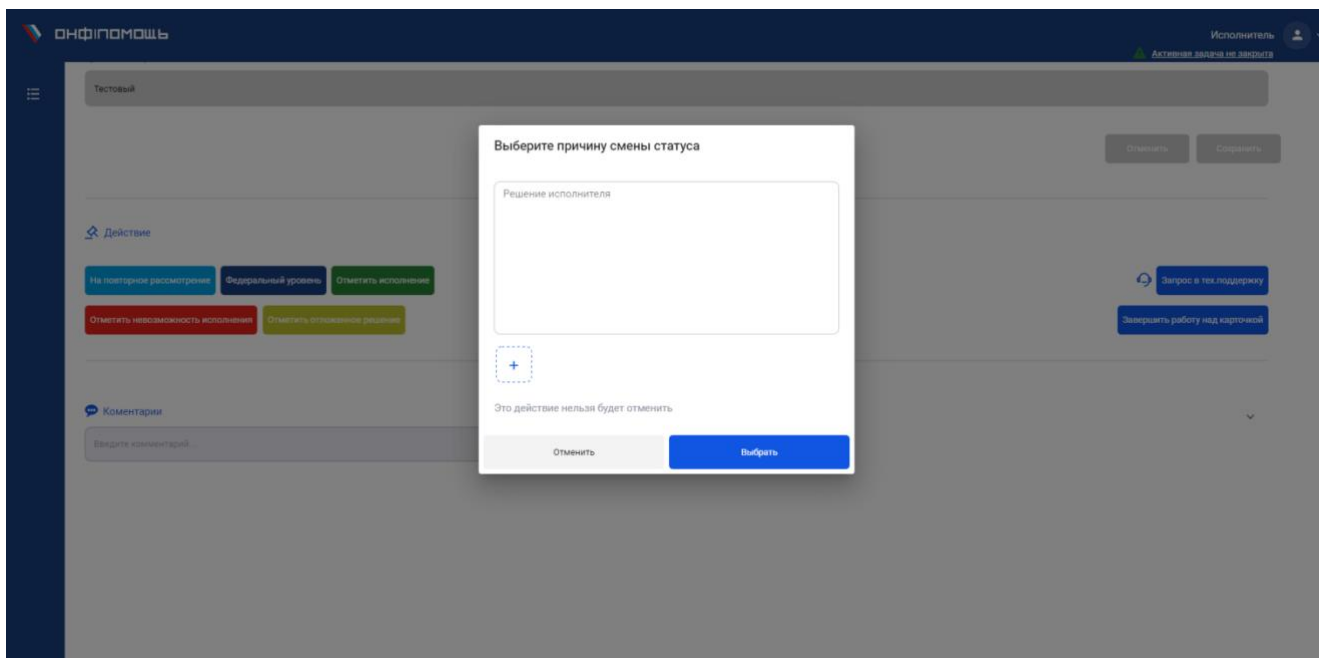 ОНФ|ПОМОЩЬ
Исполнитель
Активная задача не закрыта
Тестовый
Выберите причину смены статуса
Отменить
Сохранить
Решение исполнителя
Действие
На повторное рассмотрение
Федеральный уровень
Отметить исполнение
Запрос в тех.поддержку
Отметить невозможность исполнения
Отметить отложенное решение
Завершить работу над карточкой
+
Это действие нельзя будет отменить
Коментарии
Введите комментарий...
Отменить
Выбрать